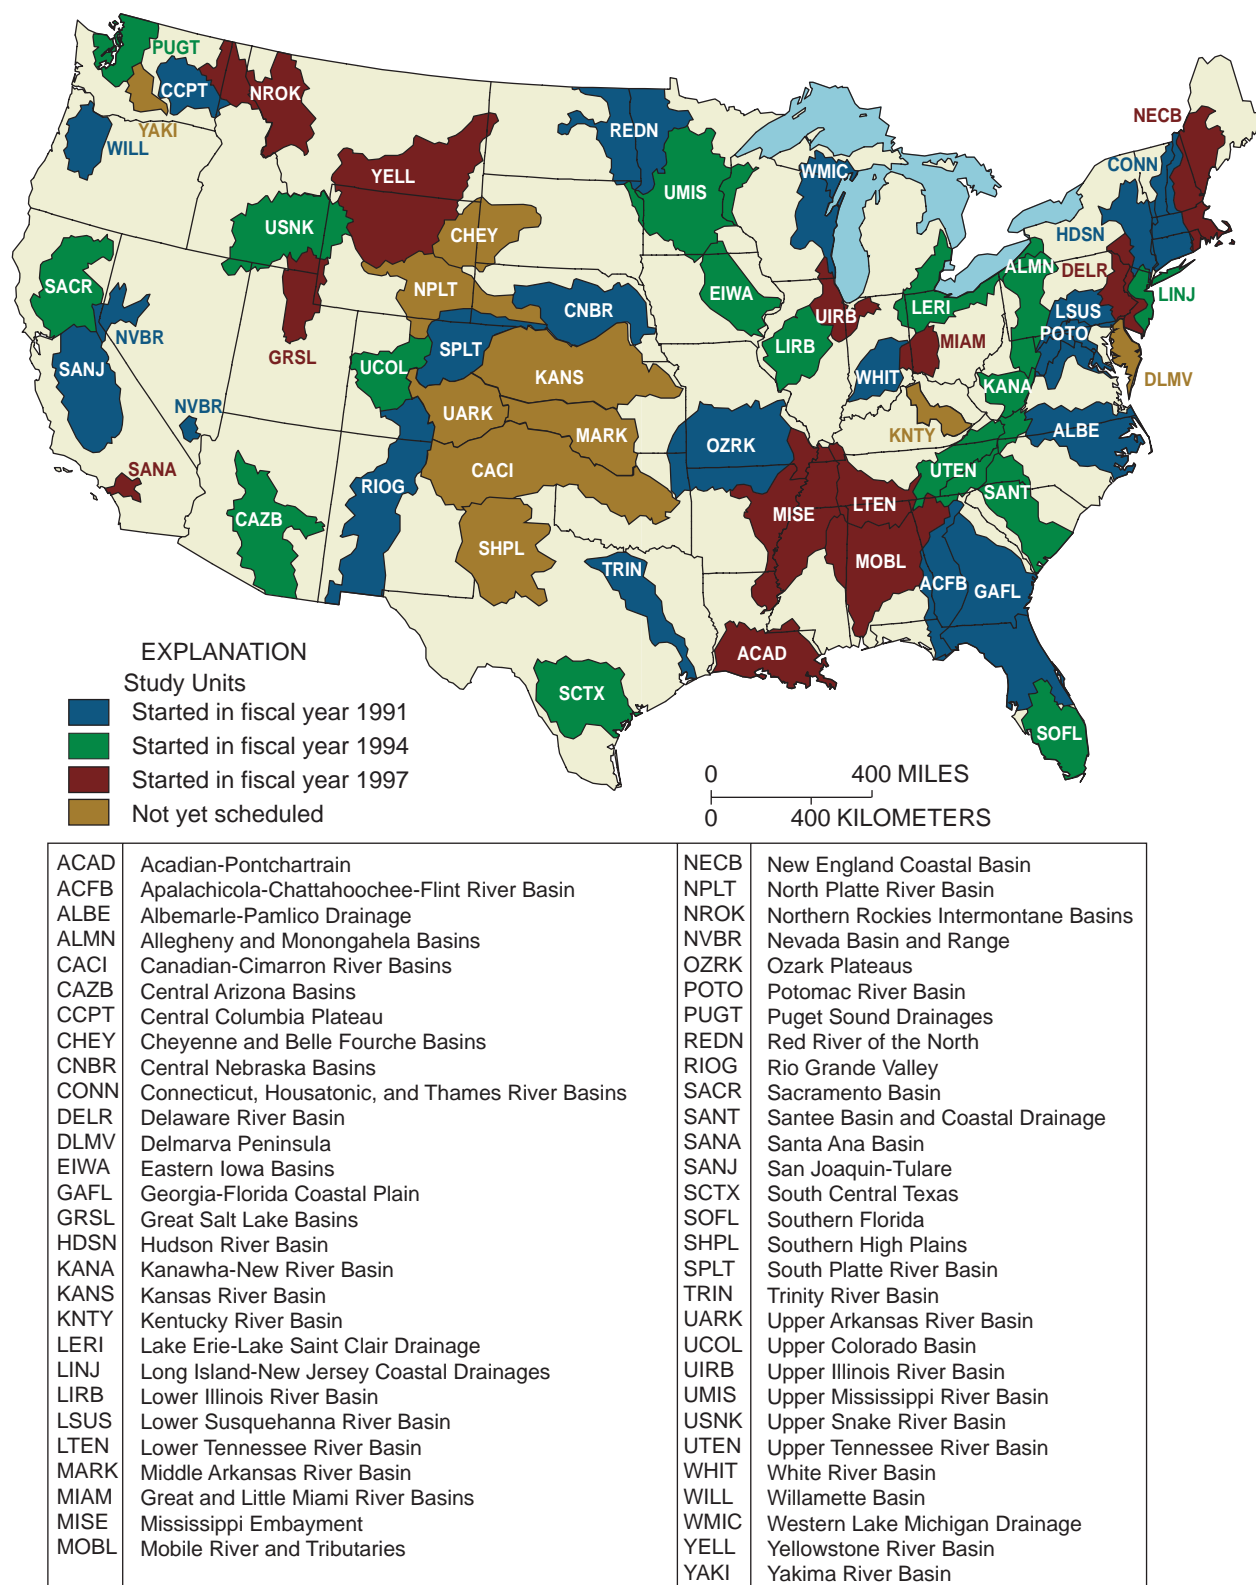 PUGT
CCPT
NROK
YAKI
WILL
REDN
NECB
YELL
UMIS
WMIC
CONN
USNK
CHEY
HDSN
SACR
NPLT
EIWA
ALMN
DELR
LINJ
NVBR
CNBR
UIRB
LERI
LSUS
GRSL
SPLT
LIRB
MIAM
POTO
SANJ
UCOL
KANS
WHIT
KANA
DLMV
NVBR
UARK
MARK
KNTY
ALBE
SANA
RIOG
CACI
OZRK
UTEN
SANT
CAZB
SHPL
MISE
LTEN
TRIN
MOBL
ACFB
GAFL
ACAD
SCTX
SOFL
EXPLANATION
Study Units
Started in fiscal year 1991
Started in fiscal year 1994
Started in fiscal year 1997
Not yet scheduled
0 400 MILES
0 400 KILOMETERS
ACAD Acadian-Pontchartrain
ACFB Apalachicola-Chattahoochee-Flint River Basin
ALBE Albemarle-Pamlico Drainage
ALMN Allegheny and Monongahela Basins
CACI Canadian-Cimarron River Basins
CAZB Central Arizona Basins
CCPT Central Columbia Plateau
CHEY Cheyenne and Belle Fourche Basins
CNBR Central Nebraska Basins
CONN Connecticut, Housatonic, and Thames River Basins
DELR Delaware River Basin
DLMV Delmarva Peninsula
EIWA Eastern Iowa Basins
GAFL Georgia-Florida Coastal Plain
GRSL Great Salt Lake Basins
HDSN Hudson River Basin
KANA Kanawha-New River Basin
KANS Kansas River Basin
KNTY Kentucky River Basin
LERI Lake Erie-Lake Saint Clair Drainage
LINJ Long Island-New Jersey Coastal Drainages
LIRB Lower Illinois River Basin
LSUS Lower Susquehanna River Basin
LTEN Lower Tennessee River Basin
MARK Middle Arkansas River Basin
MIAM Great and Little Miami River Basins
MISE Mississippi Embayment
MOBL Mobile River and Tributaries
NECB New England Coastal Basin
NPLT North Platte River Basin
NROK Northern Rockies Intermontane Basins
NVBR Nevada Basin and Range
OZRK Ozark Plateaus
POTO Potomac River Basin
PUGT Puget Sound Drainages
REDN Red River of the North
RIOG Rio Grande Valley
SACR Sacramento Basin
SANT Santee Basin and Coastal Drainage
SANA Santa Ana Basin
SANJ San Joaquin-Tulare
SCTX South Central Texas
SOFL Southern Florida
SHPL Southern High Plains
SPLT South Platte River Basin
TRIN Trinity River Basin
UARK Upper Arkansas River Basin
UCOL Upper Colorado Basin
UIRB Upper Illinois River Basin
UMIS Upper Mississippi River Basin
USNK Upper Snake River Basin
UTEN Upper Tennessee River Basin
WHIT White River Basin
WILL Willamette Basin
WMIC Western Lake Michigan Drainage
YELL Yellowstone River Basin
YAKI Yakima River Basin